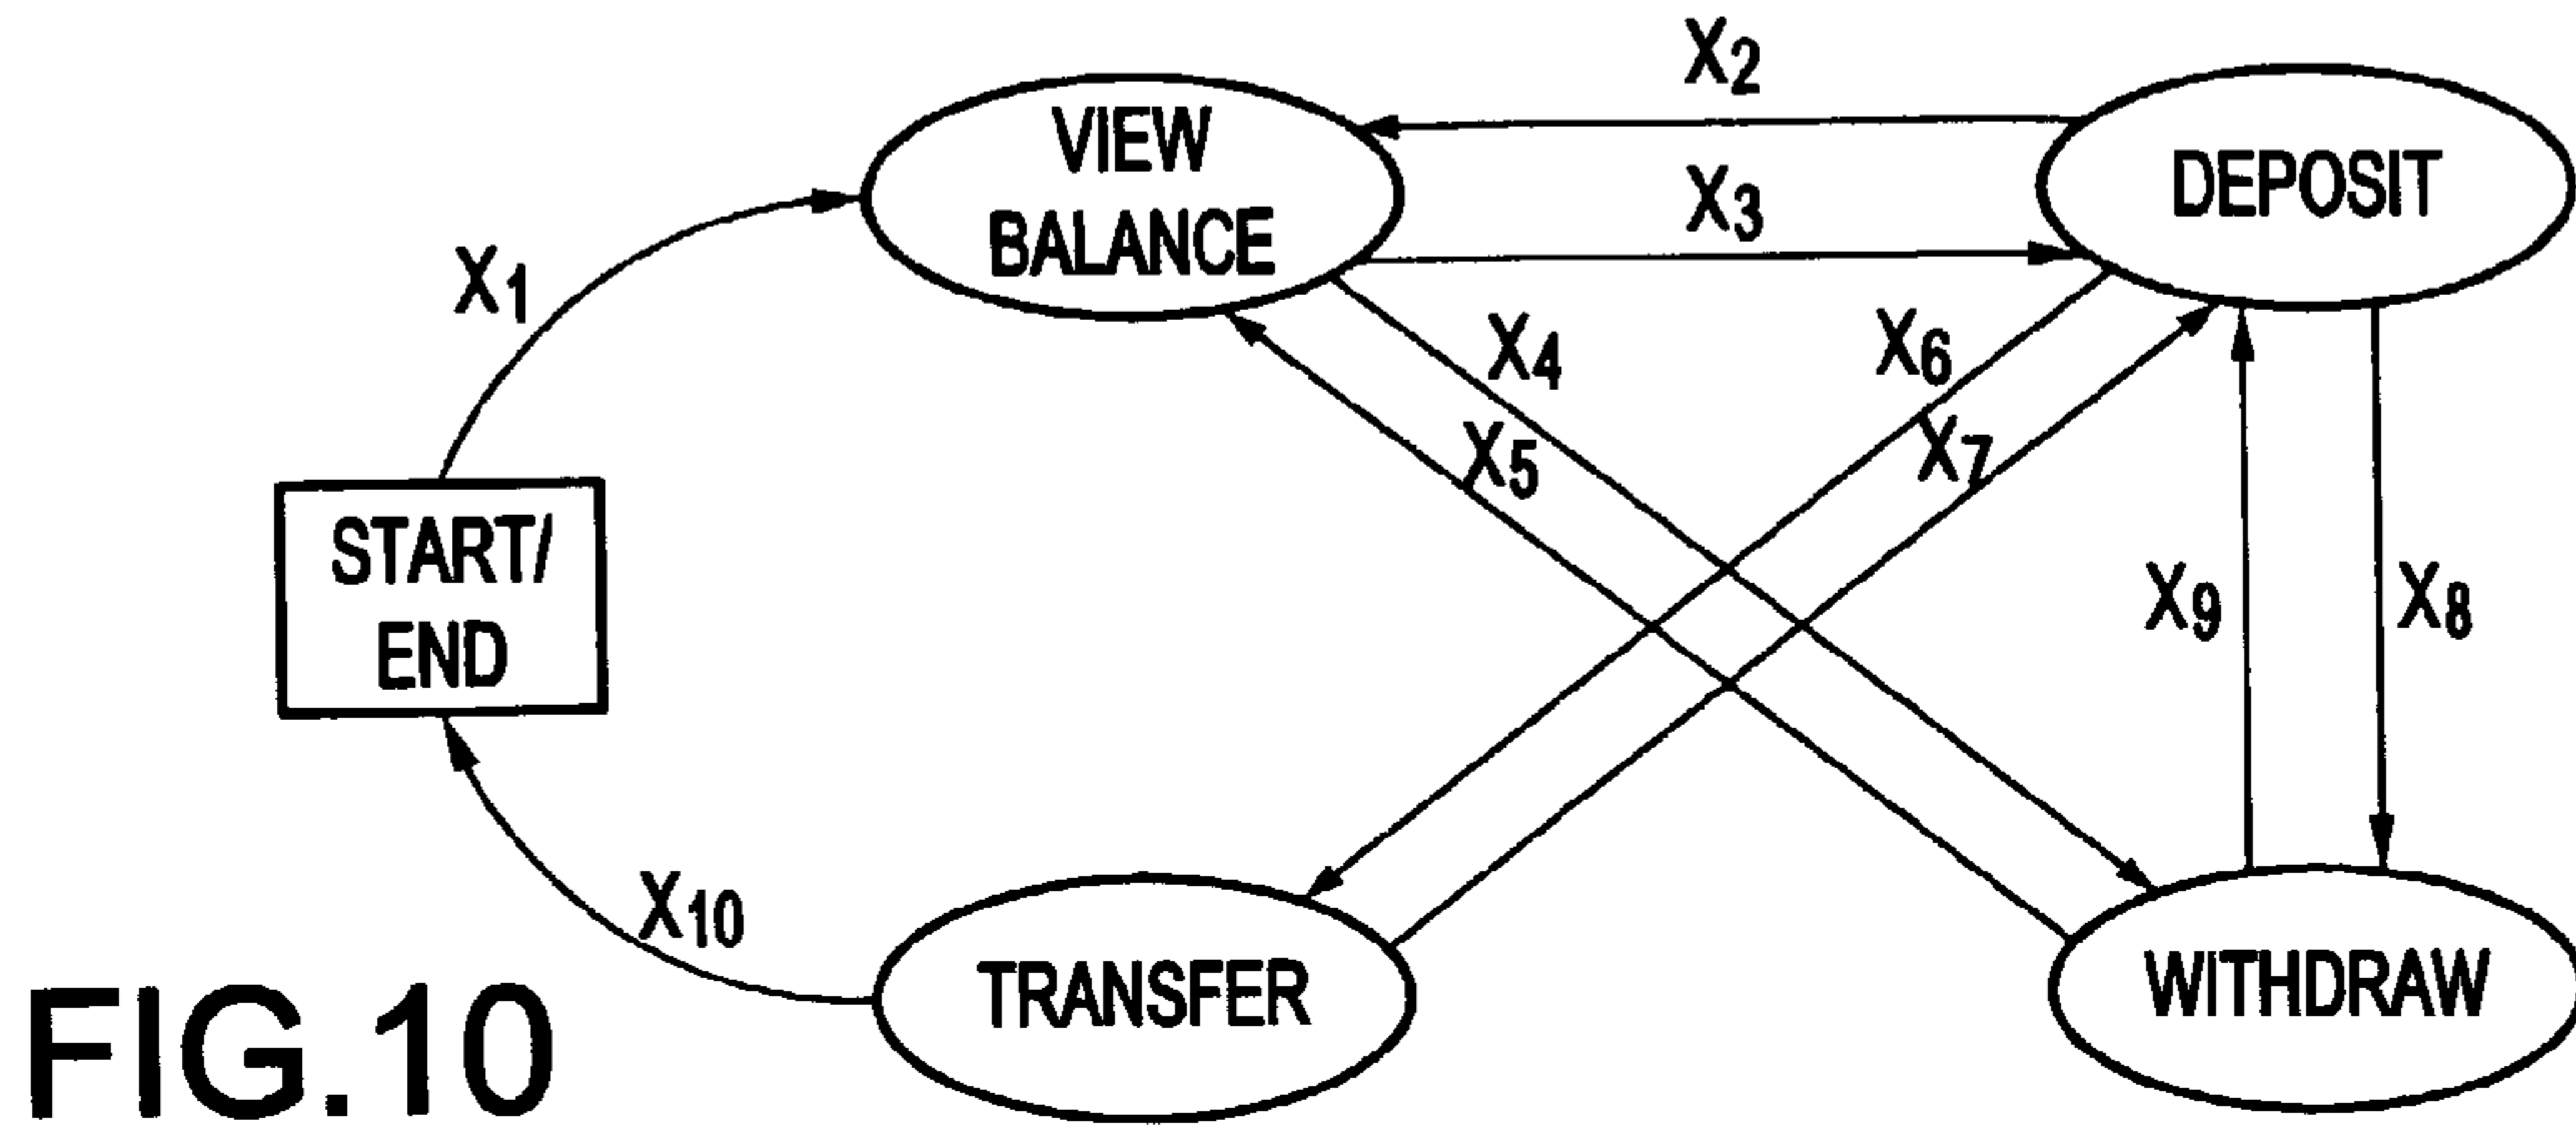 X2
VIEW
BALANCE
DEPOSIT
X3
X1
X4
X6
X5
X7
START/
END
X9
X8
X10
TRANSFER
WITHDRAW
FIG.10